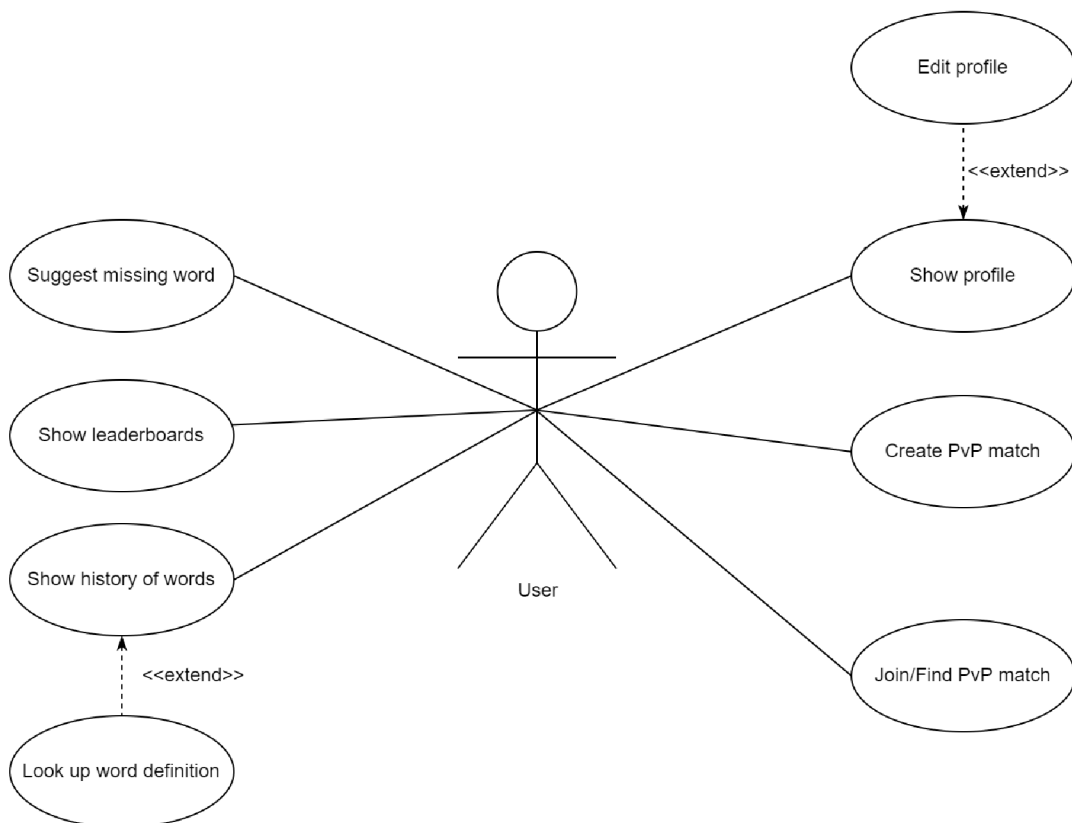 Edit profile
<<extend>>
Suggest missing word
Show profile
Show leaderboards
Create PvP match
Show history of words
User
<<extend>>
Join/Find PvP match
Look up word definition